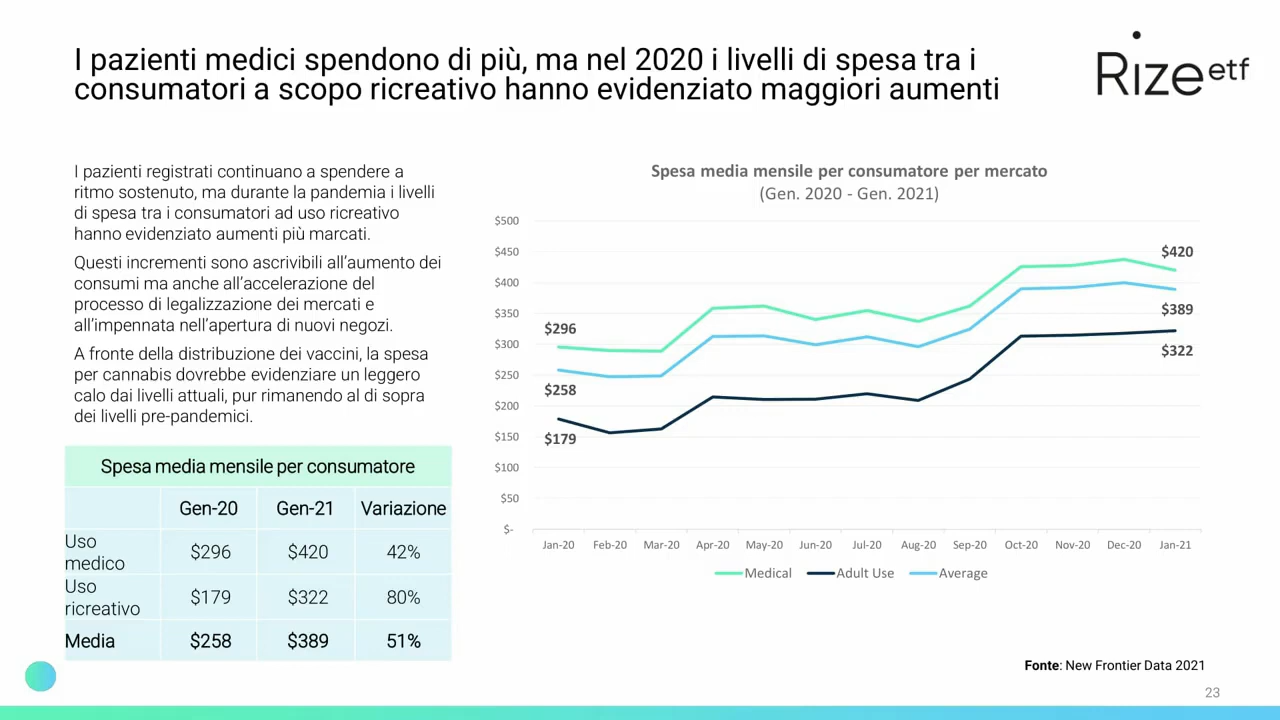 I pazienti medici spendono di più, ma nel 2020 i livelli di spesa tra i
consumatori a scopo ricreativo hanno evidenziato maggiori aumenti
Rize etf
I pazienti registrati continuano a spendere a
ritmo sostenuto, ma durante la pandemia i livelli
di spesa tra i consumatori ad uso ricreativo
hanno evidenziato aumenti più marcati.
Questi incrementi sono ascrivibili all'aumento dei
consumi ma anche all'accelerazione del
processo di legalizzazione dei mercati e
all'impennata nell'apertura di nuovi negozi.
A fronte della distribuzione dei vaccini, la spesa
per cannabis dovrebbe evidenziare un leggero
calo dai livelli attuali, pur rimanendo al di sopra
dei livelli pre-pandemici.
Spesa media mensile per consumatore
Gen-20 Gen-21 Variazione
Uso
medico
$296 $420 42%
Uso
ricreativo
$179 $322 80%
Media $258 $389 51%
Spesa media mensile per consumatore per mercato
(Gen. 2020 - Gen. 2021)
$500
$450
$400
$350
$300
$250
$200
$150
$100
$50
$-
$296
$258
$179
$420
$389
$322
Jan-20 Feb-20 Mar-20 Apr-20 May-20 Jun-20 Jul-20 Aug-20 Sep-20 Oct-20 Nov-20 Dec-20 Jan-21
Medical Adult Use Average
Fonte: New Frontier Data 2021
23